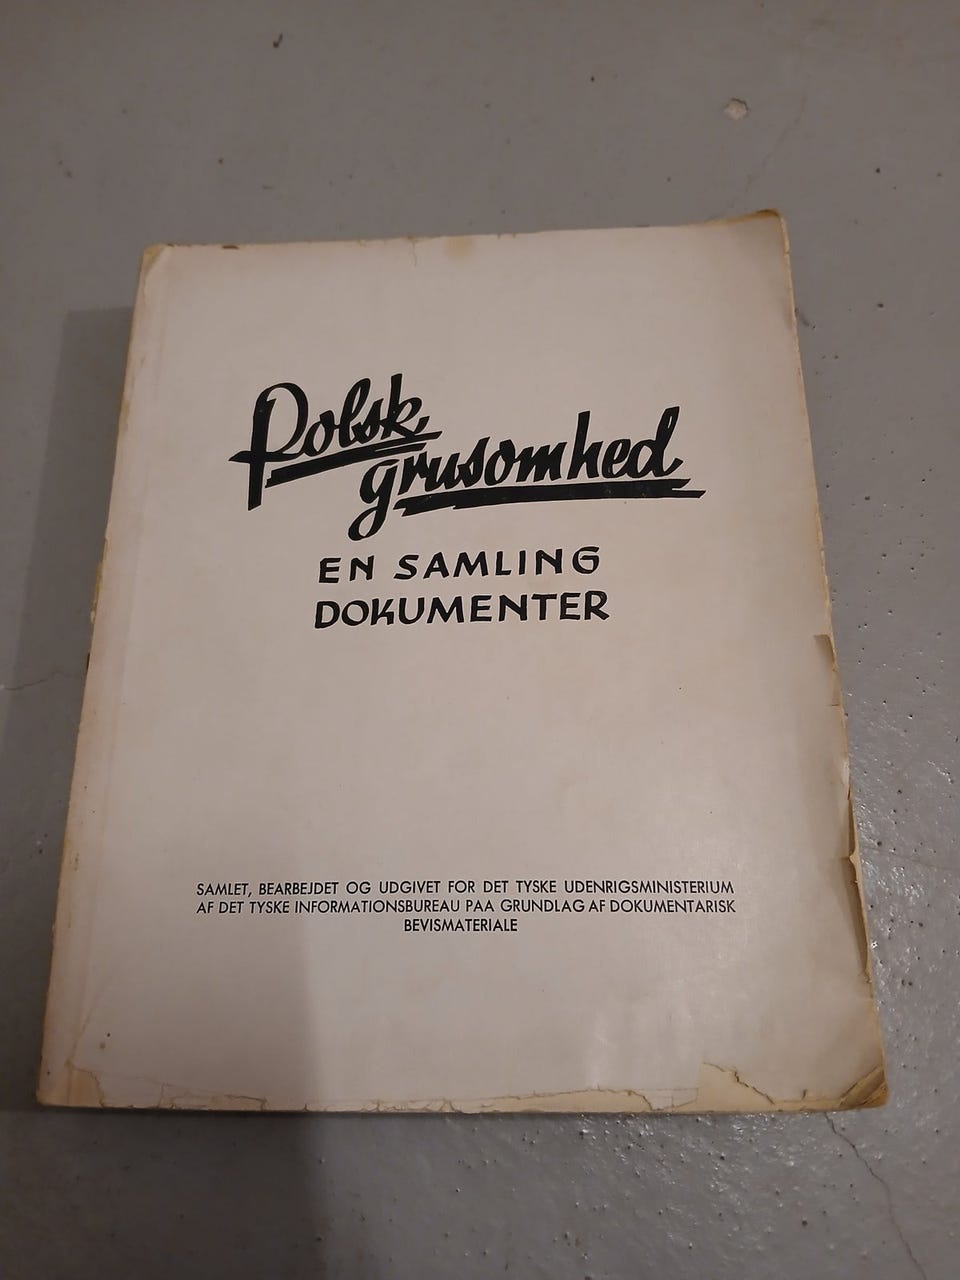 Polsk
grusomhed
EN SAMLING
DOKUMENTER
SAMLET, BEARBEJDET OG UDGIVET FOR DET TYSKE UDENRIGSMINISTERIUM
AF DET TYSKE INFORMATIONSBUREAU PAA GRUNDLAG AF DOKUMENTARISK
BEVISMATERIALE